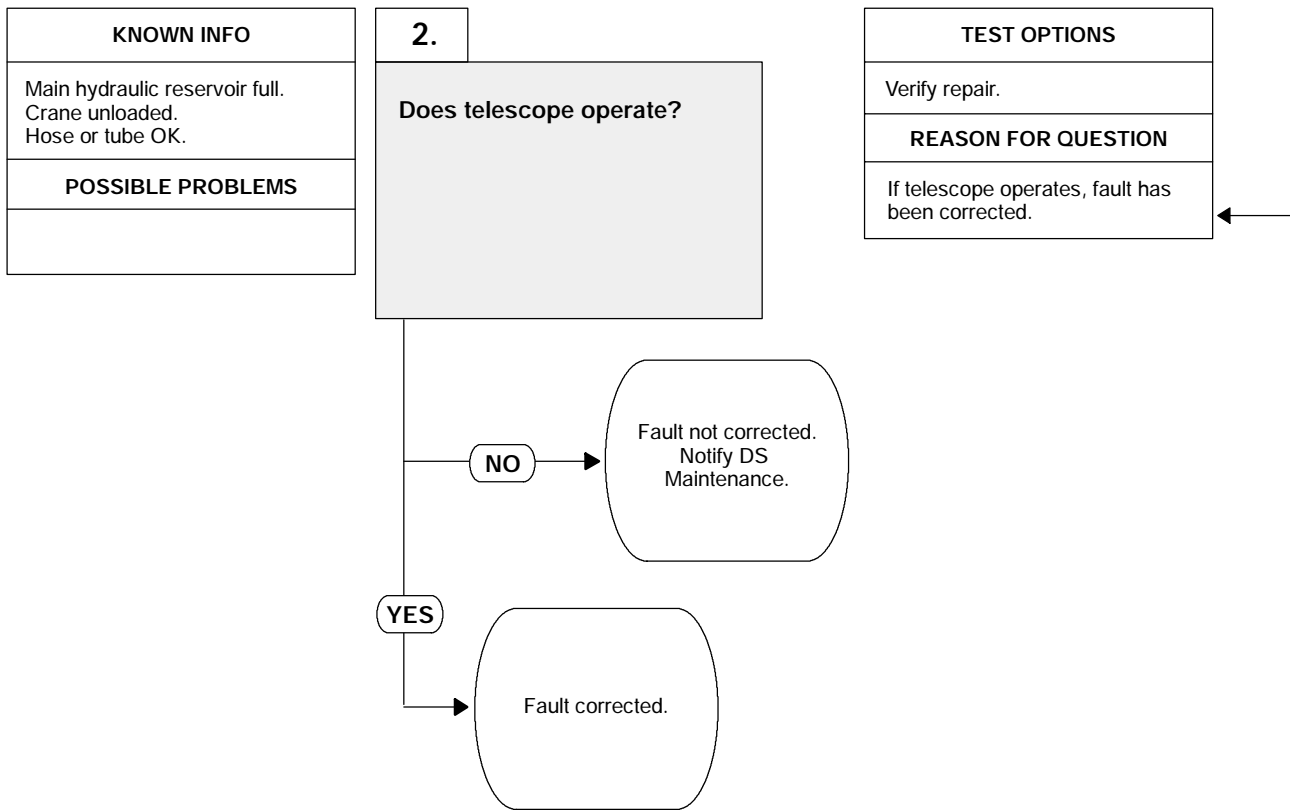 KNOWN INFO
Main hydraulic reservoir full.
Crane unloaded.
Hose or tube OK.
POSSIBLE PROBLEMS
2.
Does telescope operate?
TEST OPTIONS
Verify repair.
REASON FOR QUESTION
If telescope operates, fault has
been corrected.
NO
Fault not corrected.
Notify DS
Maintenance.
YES
Fault corrected.